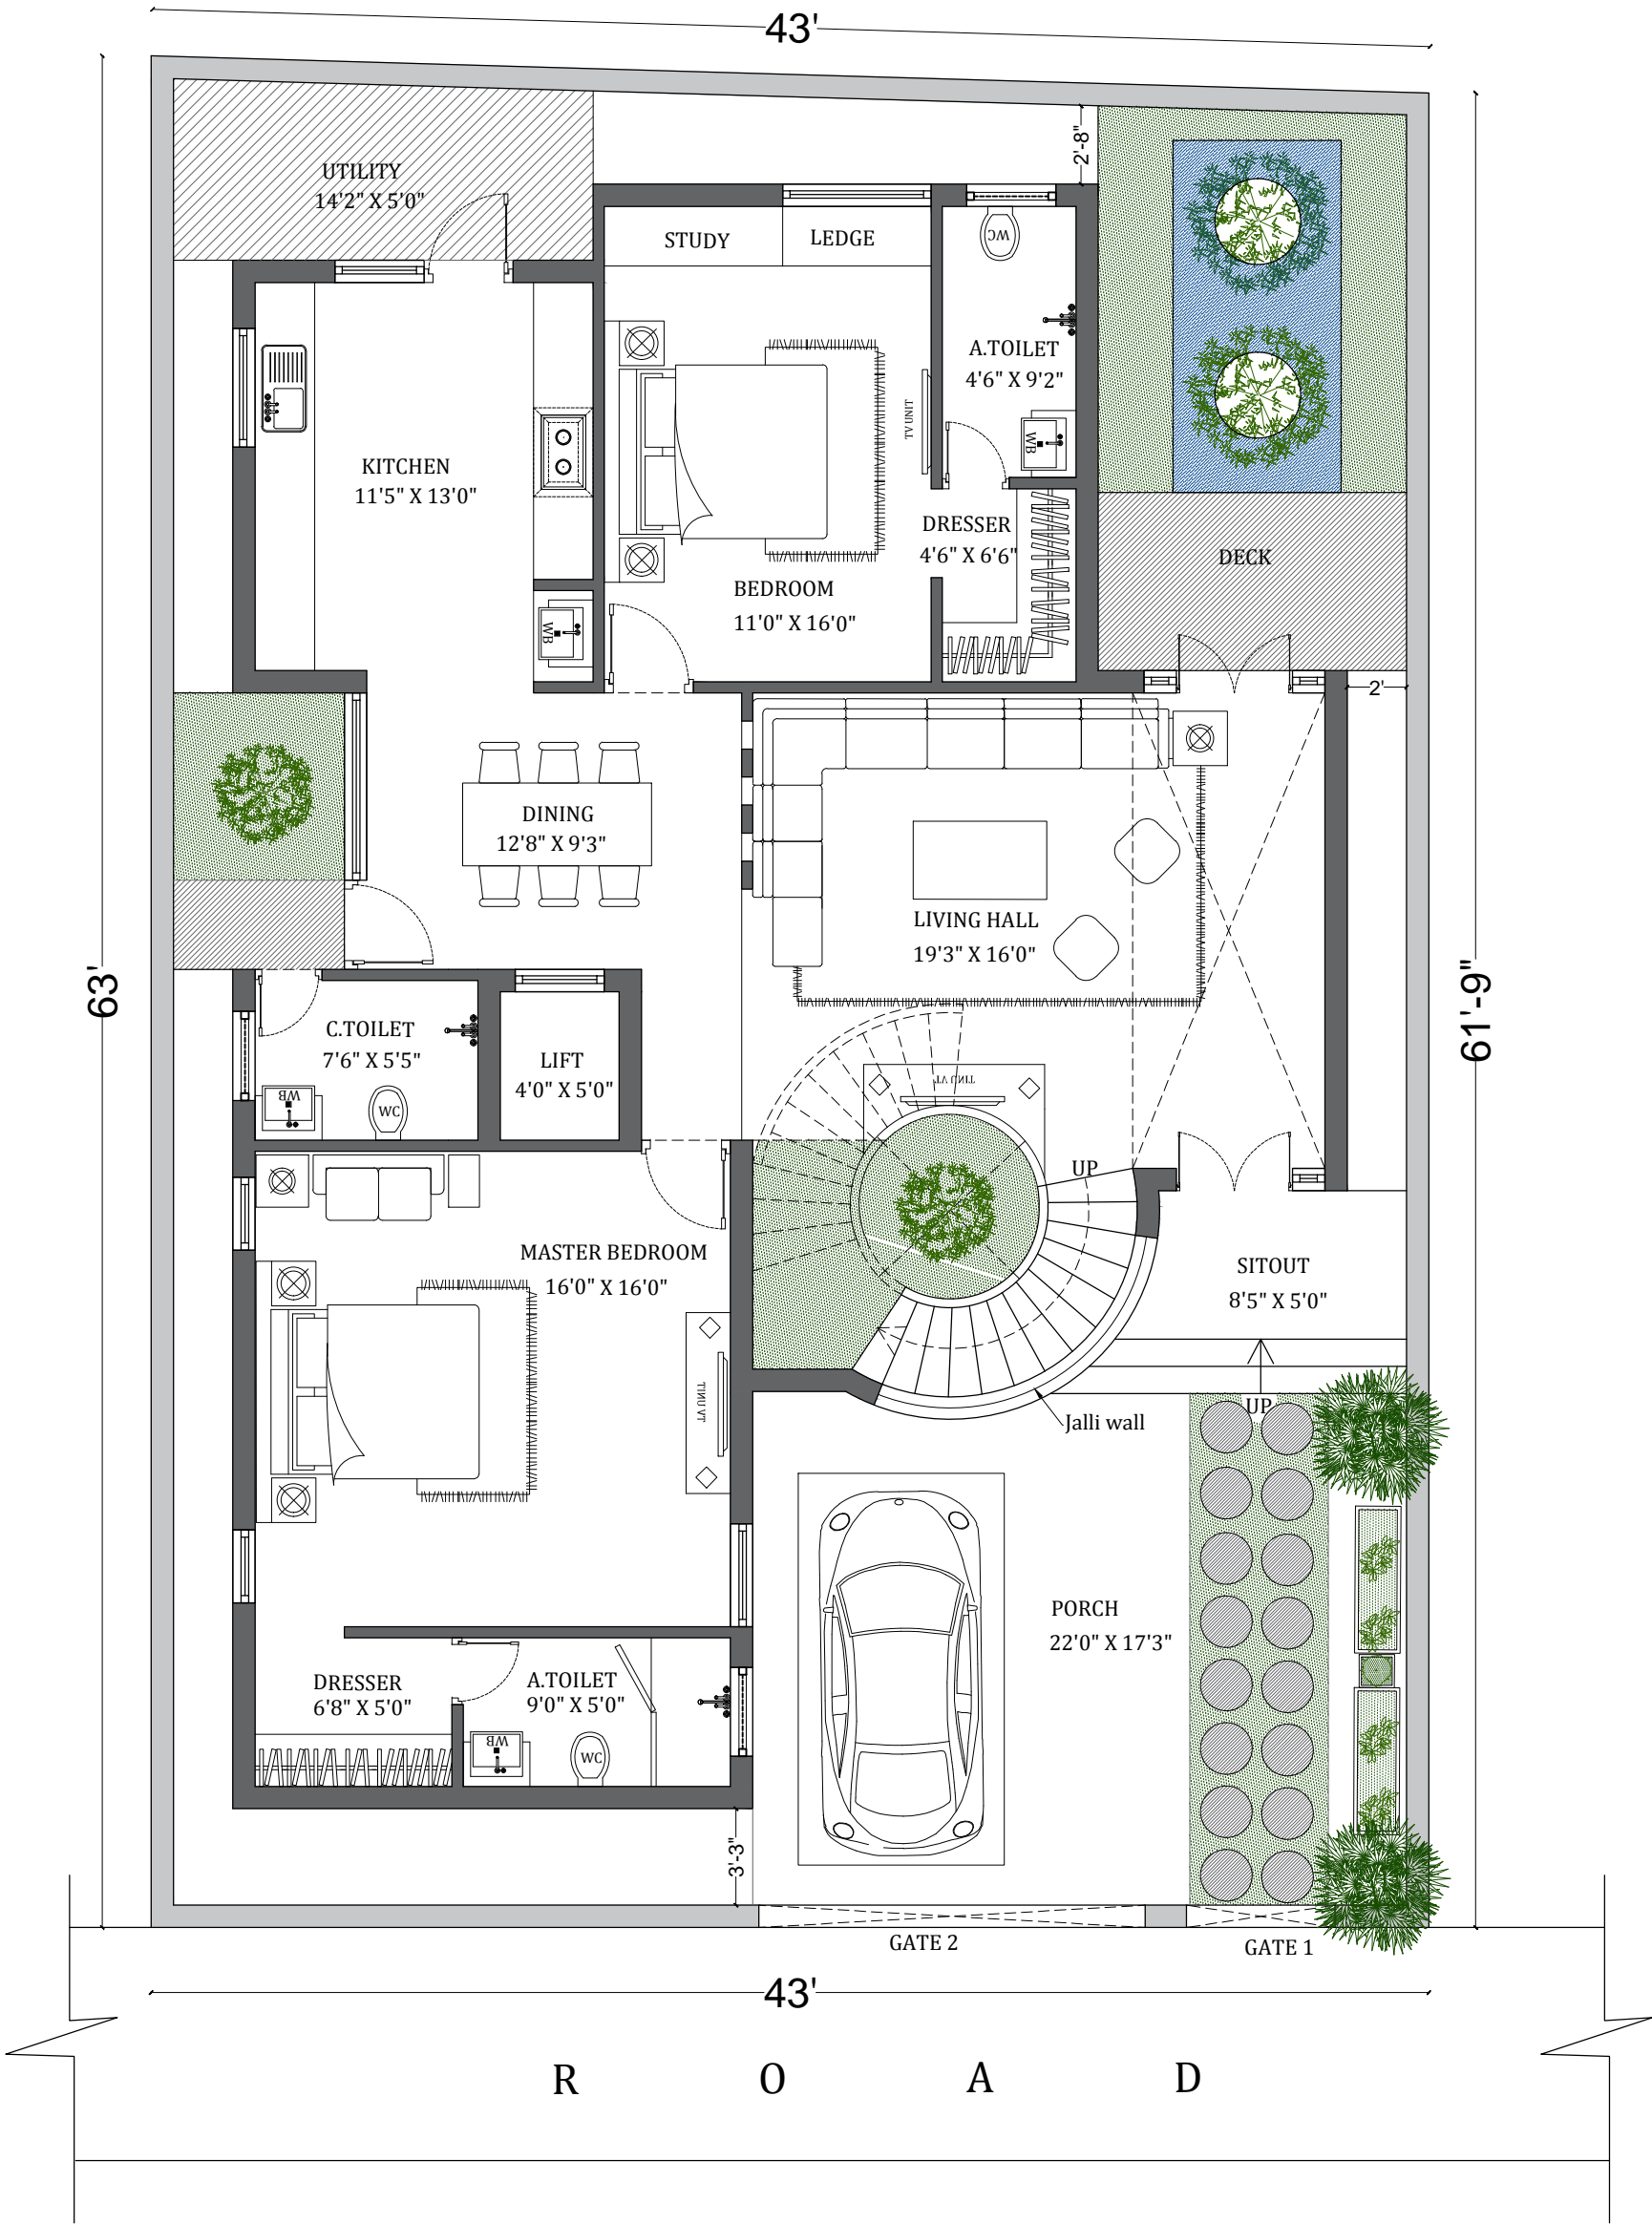 43'
2'-8"
UTILITY
14'2" X 5'0"
STUDY
LEDGE
WC
A.TOILET
4'6" X 9'2"
TV UNIT
WB
KITCHEN
11'5" X 13'0"
DRESSER
4'6" X 6'6"
DECK
BEDROOM
11'0" X 16'0"
WB
2'
DINING
12'8" X 9'3"
LIVING HALL
19'3" X 16'0"
63'
61'-9"
C.TOILET
7'6" X 5'5"
LIFT
4'0" X 5'0"
TV UNIT
WB
WC
UP
MASTER BEDROOM
16'0" X 16'0"
SITOUT
8'5" X 5'0"
TV UNIT
UP
Jalli wall
PORCH
22'0" X 17'3"
DRESSER
6'8" X 5'0"
A.TOILET
9'0" X 5'0"
WB
WC
3'-3"
GATE 2
GATE 1
43'
R O A D